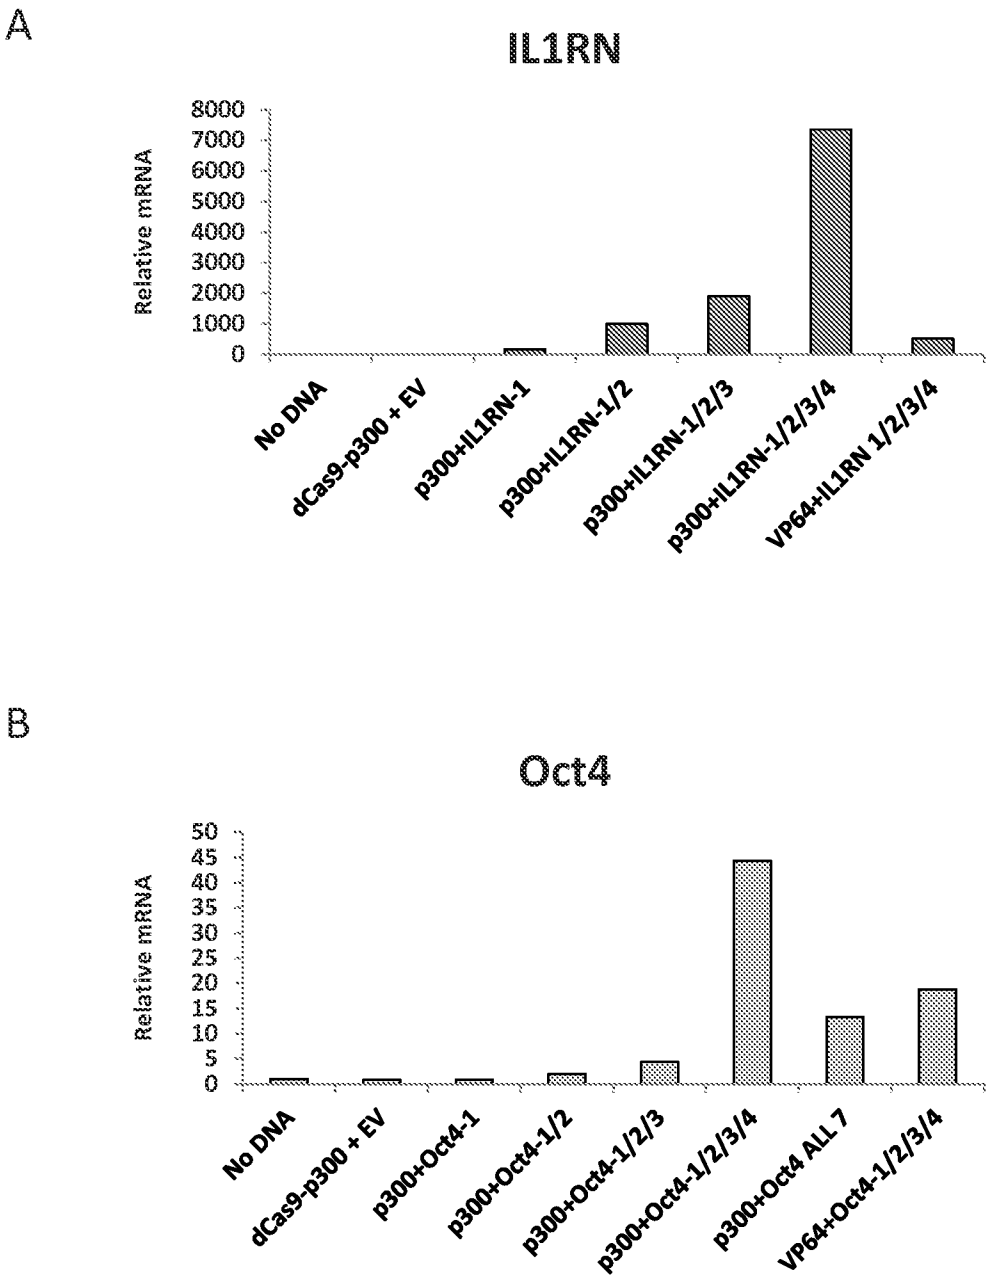 A
IL1RN
Relative mRNA
8000
7000
6000
5000
4000
3000
2000
1000
0
No DNA
dCas9-p300 + EV
p300+IL1RN-1
p300+IL1RN-1/2
p300+IL1RN-1/2/3
p300+IL1RN-1/2/3/4
VP64+IL1RN 1/2/3/4
B
Oct4
Relative mRNA
50
45
40
35
30
25
20
15
10
5
0
No DNA
dCas9-p300 + EV
p300+Oct4-1
p300+Oct4-1/2
p300+Oct4-1/2/3
p300+Oct4-1/2/3/4
p300+Oct4 ALL 7
VP64+Oct4-1/2/3/4